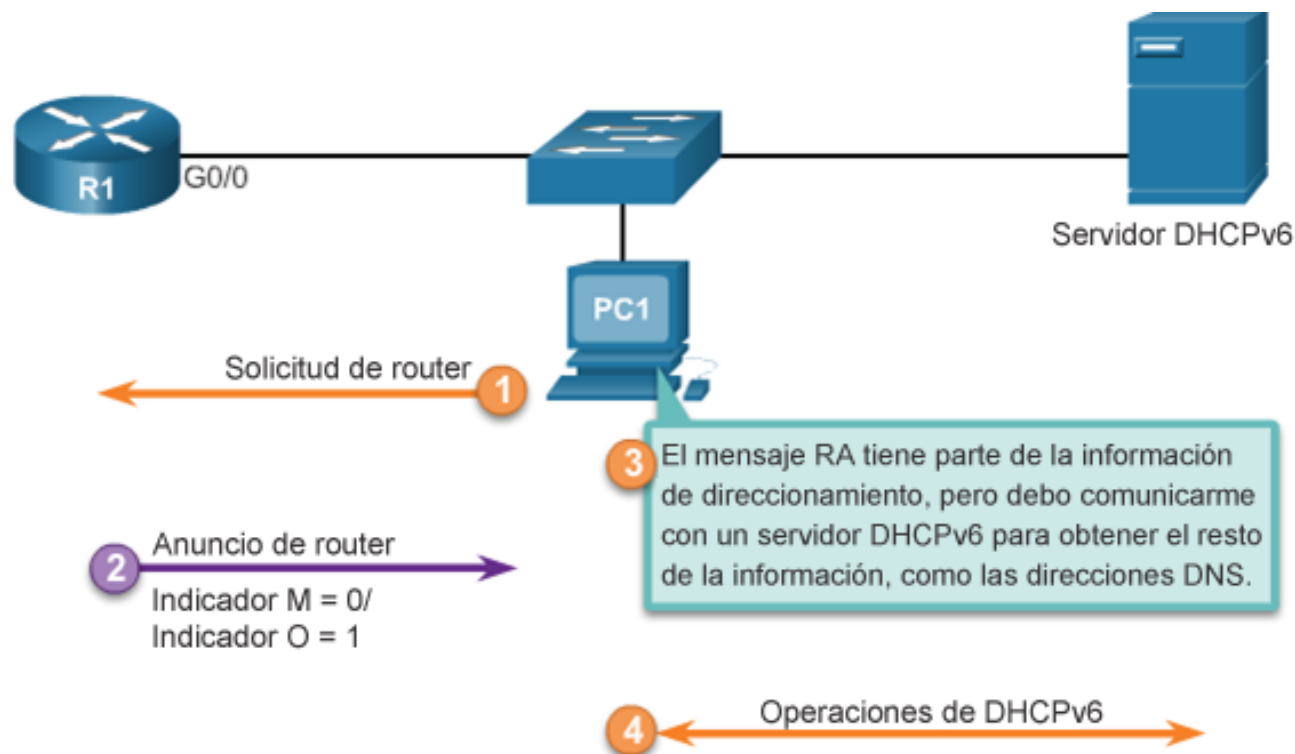 R1
G0/0
Servidor DHCPv6
PC1
Solicitud de router
1
3
El mensaje RA tiene parte de la información
de direccionamiento, pero debo comunicarme
con un servidor DHCPv6 para obtener el resto
de la información, como las direcciones DNS.
2
Anuncio de router
Indicador M = 0/
Indicador O = 1
4
Operaciones de DHCPv6